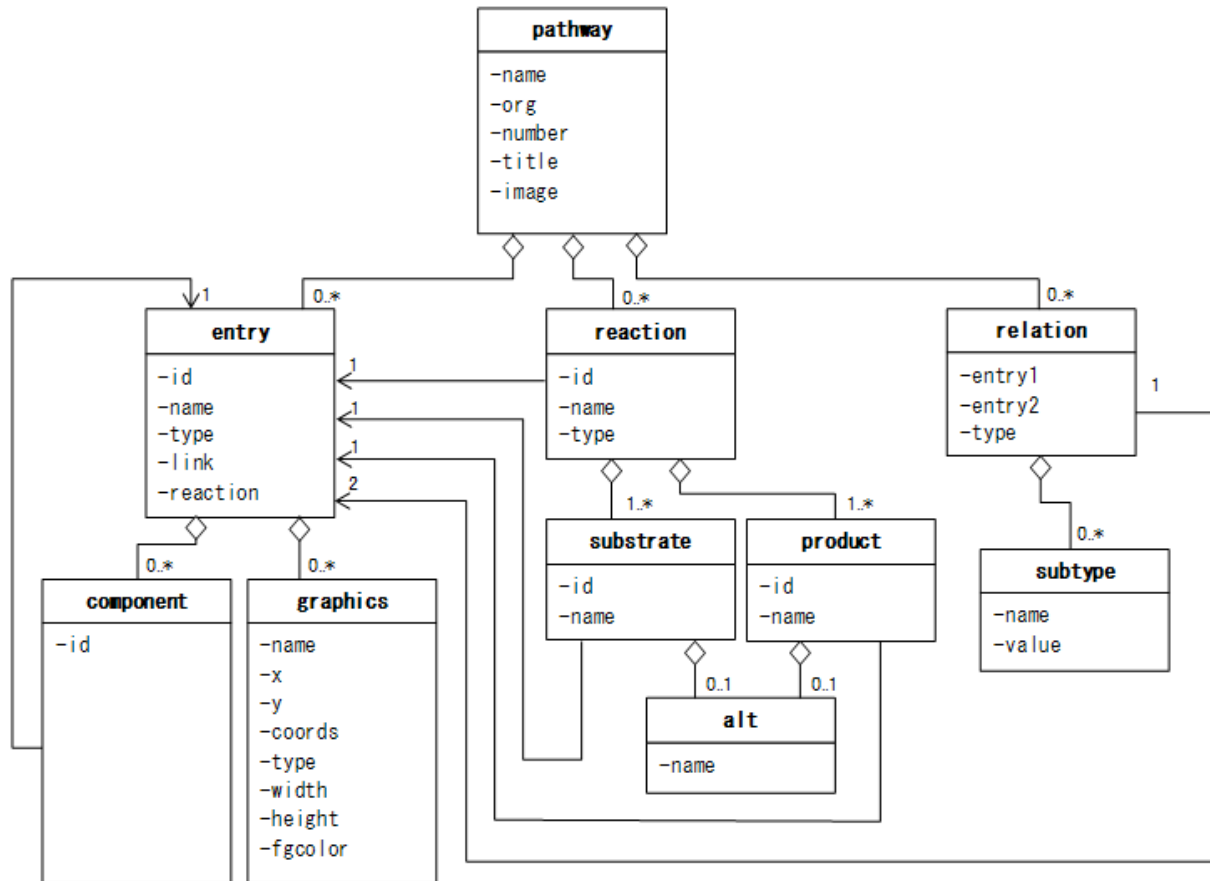 pathway
-name
-org
-number
-title
-image
1
0..*
0..*
0..*
entry
-id
-name
-type
-link
-reaction
1
1
1
2
reaction
-id
-name
-type
relation
-entry1
-entry2
-type
1
0..*
0..*
1..*
1..*
0..*
component
-id
graphics
-name
-x
-y
-coords
-type
-width
-height
-fgcolor
substrate
-id
-name
product
-id
-name
subtype
-name
-value
0..1
0..1
alt
-name